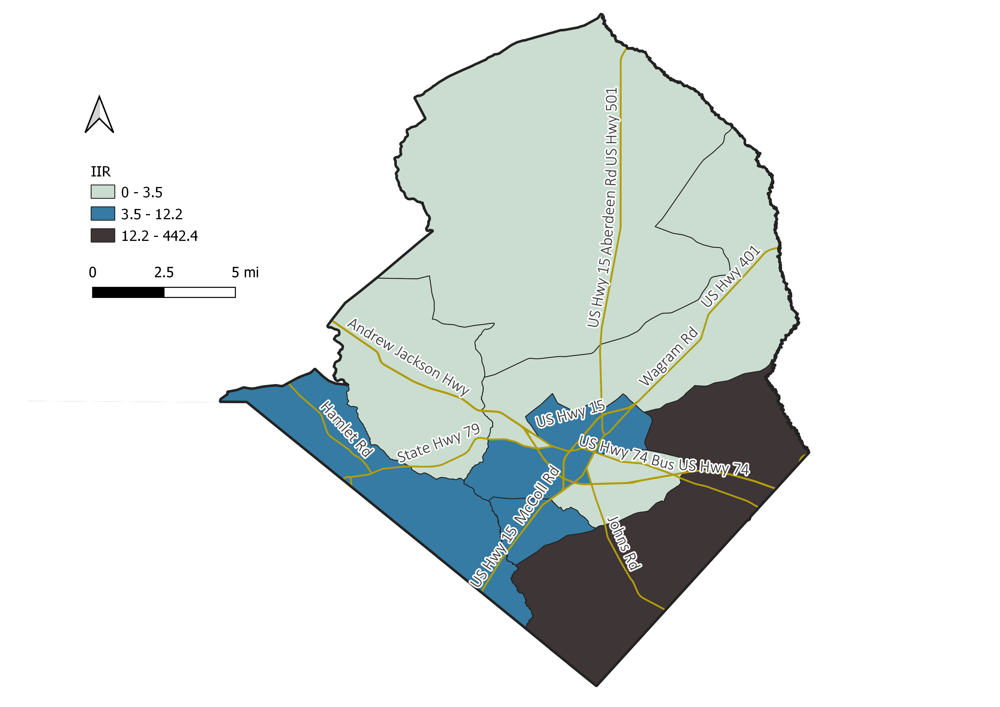 IIR
0 - 3.5
3.5 - 12.2
12.2 - 442.4
0 2.5 5 mi
US Hwy 15 Aberdeen Rd US Hwy 501
US Hwy 401
Wagram Rd
Andrew Jackson Hwy
US Hwy 15
Hamlet Rd
State Hwy 79
US Hwy 74 Bus US Hwy 74
US Hwy 15 McColl Rd
Johns Rd